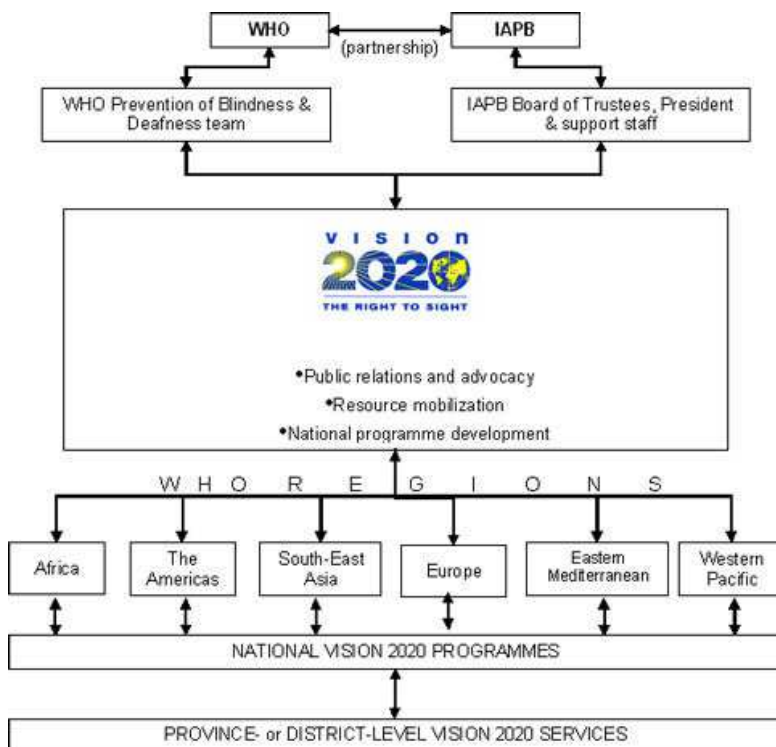 WHO
IAPB
(partnership)
WHO Prevention of Blindness &
Deafness team
IAPB Board of Trustees, President
& support staff
VISION
2020
THE RIGHT TO SIGHT
•Public relations and advocacy
•Resource mobilization
•National programme development
WHO REGIONS
Africa
The
Americas
South-East
Asia
Europe
Eastern
Mediterranean
Western
Pacific
NATIONAL VISION 2020 PROGRAMMES
PROVINCE- or DISTRICT-LEVEL VISION 2020 SERVICES